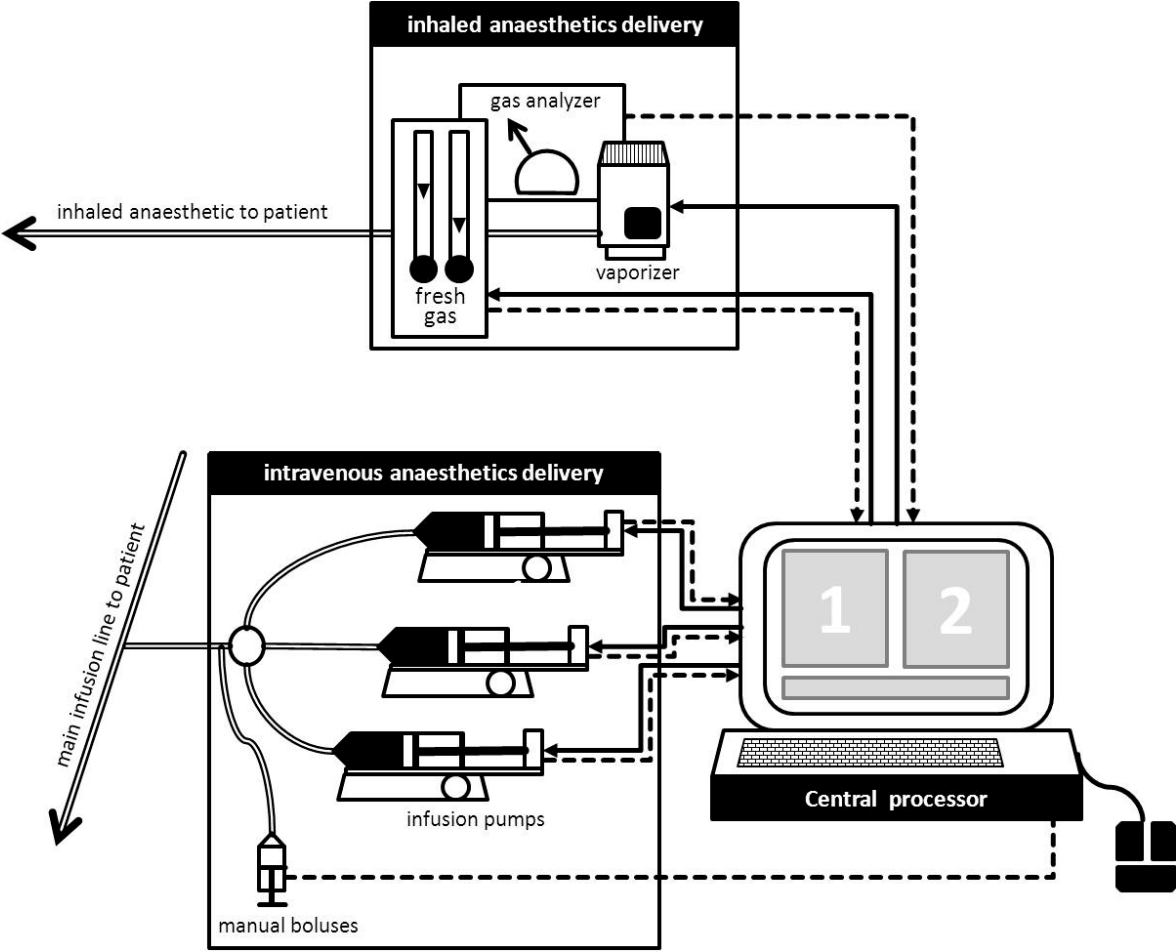 inhaled anaesthetics delivery
gas analyzer
inhaled anaesthetic to patient
vaporizer
fresh
gas
intravenous anaesthetics delivery
main infusion line to patient
1 2
Central processor
infusion pumps
manual boluses